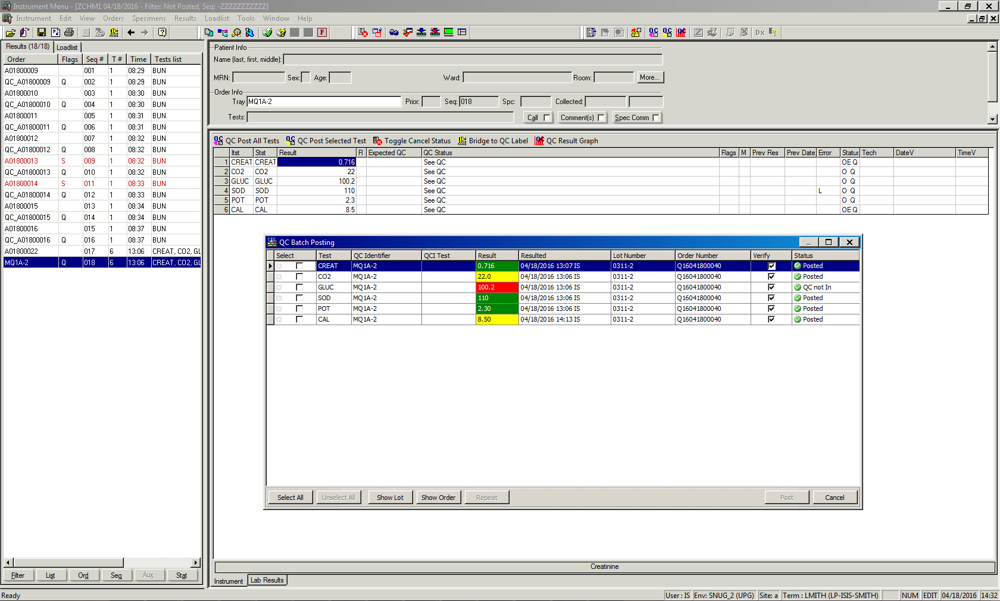 Instrument Menu - [ZCHM1 04/18/2016 - Filter: Not Posted, Seq: -ZZZZZZZZZZZ]
Instrument Edit View Orders Specimens Results Loadlist Tools Window Help
F Dx
Results (18/18) Loadlist
Order Flags Seq # T # Time Tests list
A01800009 001 1 08:29 BUN
QC_A01800009 Q 002 1 08:29 BUN
A01800010 003 1 08:30 BUN
QC_A01800010 Q 004 1 08:30 BUN
A01800011 005 1 08:31 BUN
QC_A01800011 Q 006 1 08:31 BUN
A01800012 007 1 08:32 BUN
QC_A01800012 Q 008 1 08:32 BUN
A01800013 S 009 1 08:32 BUN
QC_A01800013 Q 010 1 08:32 BUN
A01800014 S 011 1 08:33 BUN
QC_A01800014 Q 012 1 08:33 BUN
A01800015 013 1 08:34 BUN
QC_A01800015 Q 014 1 08:34 BUN
A01800016 015 1 08:37 BUN
QC_A01800016 Q 016 1 08:37 BUN
A01800022 017 6 13:06 CREAT, CO2, GL
MQ1A-2 Q 018 6 13:06 CREAT, CO2, GL
Filter List Ord Seq Aux Stat
Patient Info
Name (last, first, middle):
MRN: Sex: Age: Ward: Room: More...
Order Info
Tray MQ1A-2 Prior: Seq: 018 Spc: Collected:
Tests: Call Comment(s) Spec Comm
QC Post All Tests QC Post Selected Test Toggle Cancel Status Bridge to QC Label QC Result Graph
Itst Stst Result Fl Expected QC QC Status Flags M Prev Res Prev Date Error Status Tech DateV TimeV
1 CREAT CREAT 0.716 See QC OE Q
2 CO2 CO2 22 See QC O Q
3 GLUC GLUC 100.2 See QC O Q
4 SOD SOD 110 See QC L O Q
5 POT POT 2.3 See QC O Q
6 CAL CAL 8.5 See QC OE Q
QC Batch Posting
Select Test QC Identifier QCI Test Result Resulted Lot Number Order Number Verify Status
CREAT MQ1A-2 0.716 04/18/2016 13:07 IS 0311-2 Q16041800040 Posted
CO2 MQ1A-2 22.0 04/18/2016 13:06 IS 0311-2 Q16041800040 Posted
GLUC MQ1A-2 100.2 04/18/2016 13:06 IS 0311-2 Q16041800040 QC not In
SOD MQ1A-2 110 04/18/2016 13:06 IS 0311-2 Q16041800040 Posted
POT MQ1A-2 2.30 04/18/2016 13:06 IS 0311-2 Q16041800040 Posted
CAL MQ1A-2 8.50 04/18/2016 14:13 IS 0311-2 Q16041800040 Posted
Select All Unselect All Show Lot Show Order Repeat Post Cancel
Creatinine
Instrument Lab Results
Ready User : IS Env: SNUG_2 (UPG) Site: a Term : LMITH (LP-ISIS-SMITH) NUM EDIT 04/18/2016 14:32